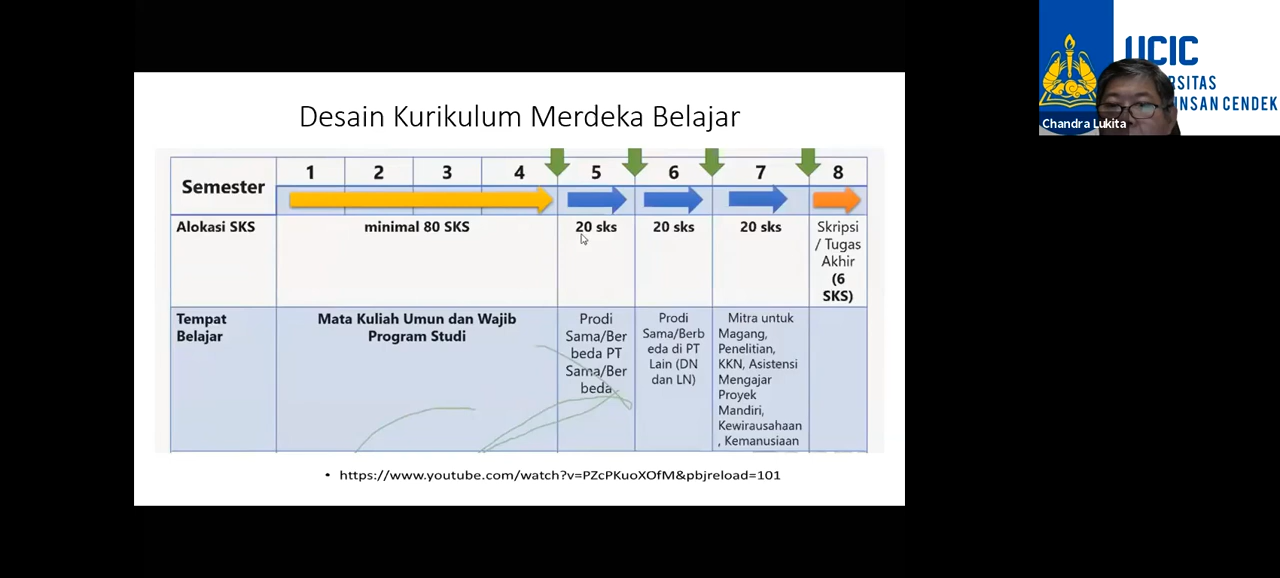 Desain Kurikulum Merdeka Belajar
Semester
1 2 3 4 5 6 7 8
Alokasi SKS
minimal 80 SKS
20 sks
20 sks
20 sks
Skripsi
/ Tugas
Akhir
(6
SKS)
Tempat
Belajar
Mata Kuliah Umun dan Wajib
Program Studi
Prodi
Sama/Ber
beda PT
Sama/Ber
beda
Prodi
Sama/Berb
eda di PT
Lain (DN
dan LN)
Mitra untuk
Magang,
Penelitian,
KKN, Asistensi
Mengajar
Proyek
Mandiri,
Kewirausahaan
, Kemanusiaan
• https://www.youtube.com/watch?v=PZcPKuoXOfM&pbjreload=101
UCIC
RSITAS
INSAN CENDEK
Chandra Lukita